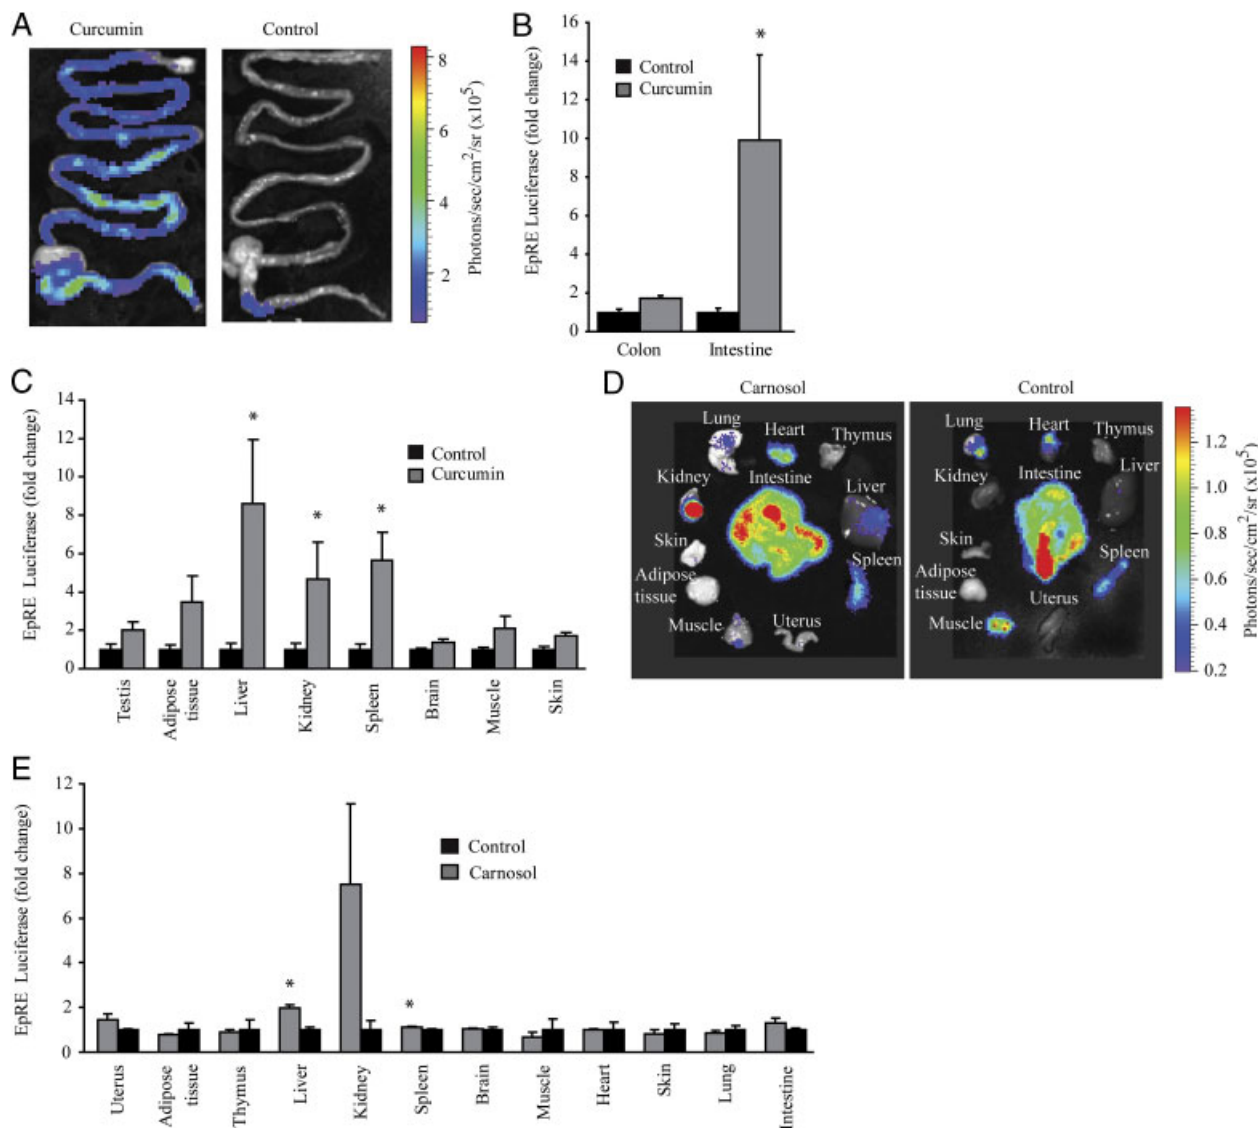 A
Curcumin
Control
8
6
4
2
Photons/sec/cm²/sr (x10⁵)
B
EpRE Luciferase (fold change)
16
14
12
10
8
6
4
2
0
Control
Curcumin
*
Colon
Intestine
C
EpRE Luciferase (fold change)
14
12
10
8
6
4
2
0
Control
Curcumin
*
*
*
Testis
Adipose
tissue
Liver
Kidney
Spleen
Brain
Muscle
Skin
D
Carnosol
Lung
Heart
Thymus
Kidney
Intestine
Liver
Skin
Spleen
Adipose
tissue
Muscle
Uterus
Control
Lung
Heart
Thymus
Kidney
Intestine
Liver
Skin
Spleen
Adipose
tissue
Uterus
Muscle
1.2
1.0
0.8
0.6
0.4
0.2
Photons/sec/cm²/sr (x10⁵)
E
EpRE Luciferase (fold change)
12
10
8
6
4
2
0
Control
Carnosol
*
*
Uterus
Adipose
tissue
Thymus
Liver
Kidney
Spleen
Brain
Muscle
Heart
Skin
Lung
Intestine